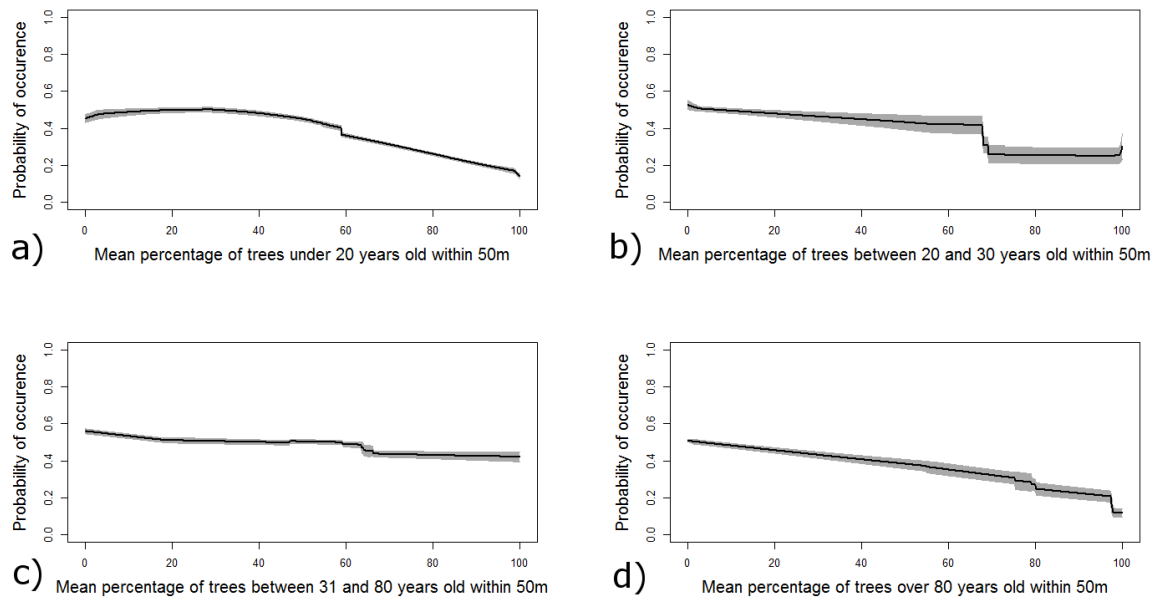 Probability of occurence
1.0
0.8
0.6
0.4
0.2
0.0
0 20 40 60 80 100
a) Mean percentage of trees under 20 years old within 50m
Probability of occurence
1.0
0.8
0.6
0.4
0.2
0.0
0 20 40 60 80 100
b) Mean percentage of trees between 20 and 30 years old within 50m
Probability of occurence
1.0
0.8
0.6
0.4
0.2
0.0
0 20 40 60 80 100
c) Mean percentage of trees between 31 and 80 years old within 50m
Probability of occurence
1.0
0.8
0.6
0.4
0.2
0.0
0 20 40 60 80 100
d) Mean percentage of trees over 80 years old within 50m